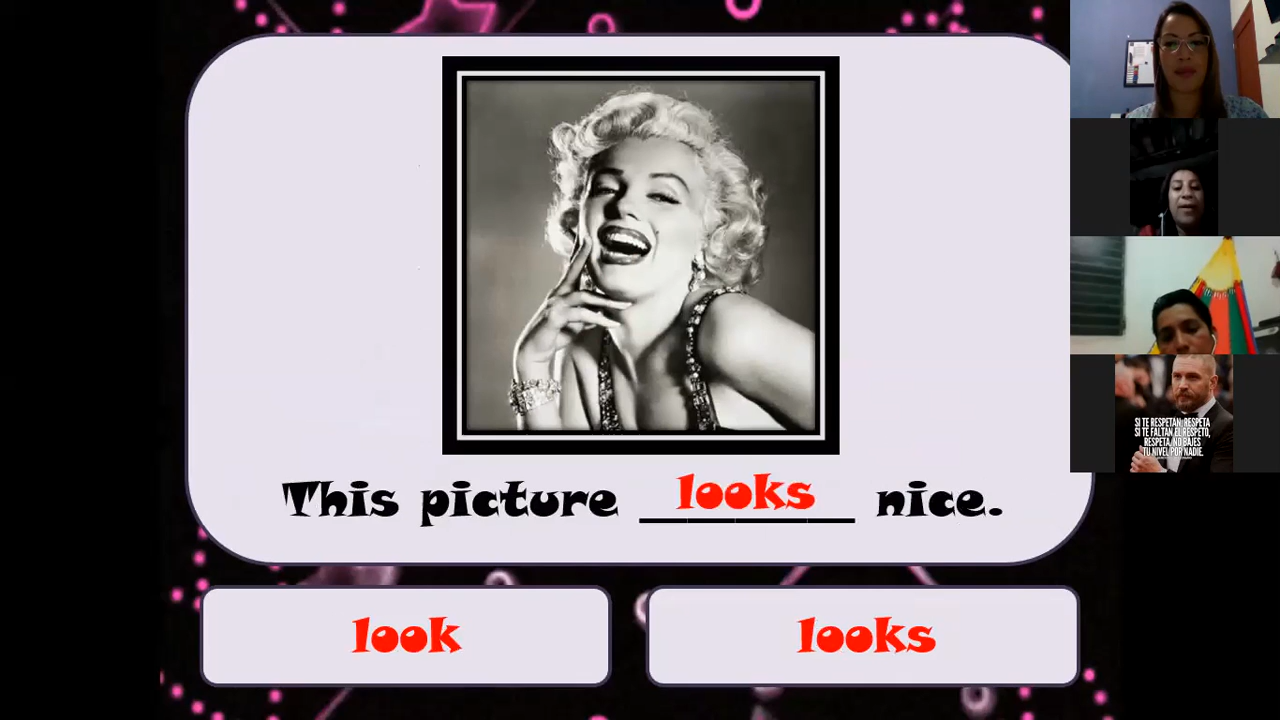 This picture looks nice.
look
looks
SI TE RESPETAN, RESPETA
SI TE FALTAN EL RESPETO,
RESPETA, NO BAJES
TU NIVEL POR NADIE.